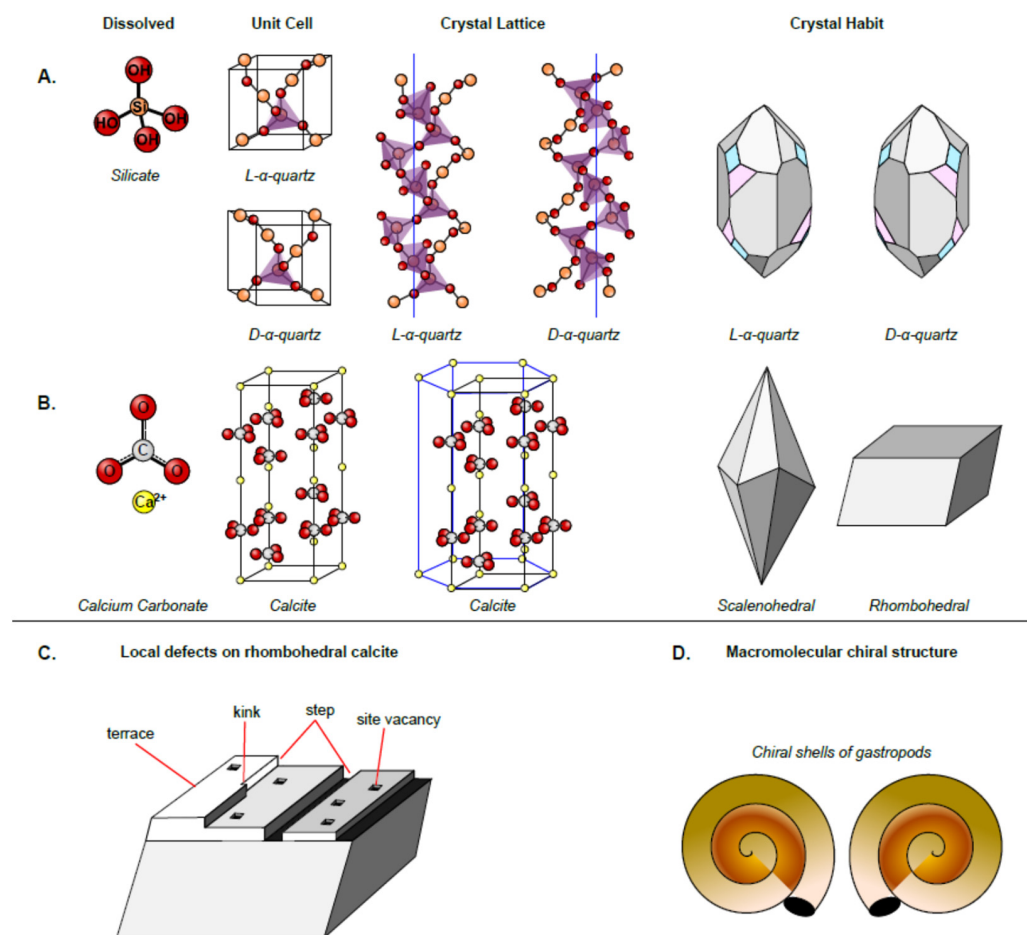 Dissolved Unit Cell Crystal Lattice Crystal Habit
A.
OH
Si
HO OH
OH
Silicate L-α-quartz
D-α-quartz L-α-quartz D-α-quartz L-α-quartz D-α-quartz
B.
O
C
O O
Ca2+
Calcium Carbonate Calcite Calcite Scalenohedral Rhombohedral
C. Local defects on rhombohedral calcite
terrace kink step site vacancy
D. Macromolecular chiral structure
Chiral shells of gastropods